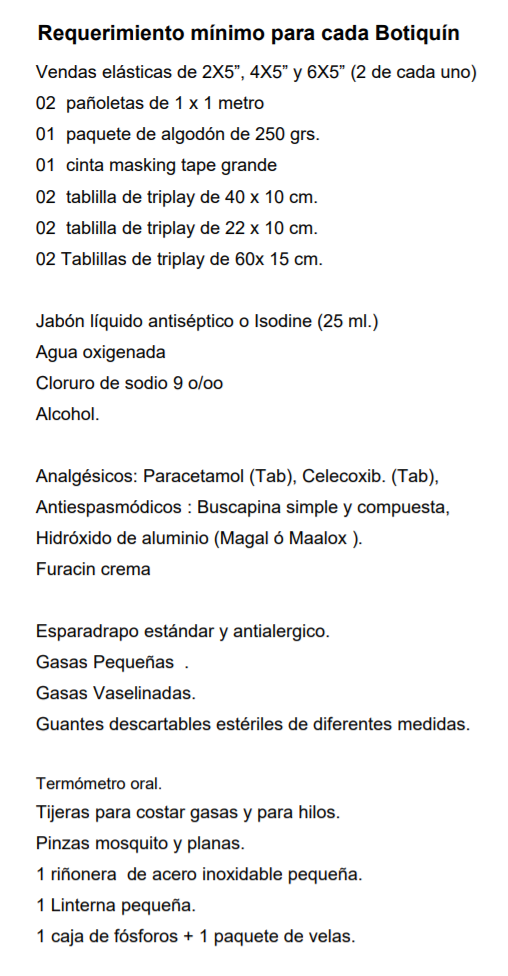 Requerimiento mínimo para cada Botiquín
Vendas elásticas de 2X5”, 4X5” y 6X5” (2 de cada uno)
02 pañoletas de 1 x 1 metro
01 paquete de algodón de 250 grs.
01 cinta masking tape grande
02 tablilla de triplay de 40 x 10 cm.
02 tablilla de triplay de 22 x 10 cm.
02 Tablillas de triplay de 60x 15 cm.
Jabón líquido antiséptico o Isodine (25 ml.)
Agua oxigenada
Cloruro de sodio 9 o/oo
Alcohol.
Analgésicos: Paracetamol (Tab), Celecoxib. (Tab),
Antiespasmódicos : Buscapina simple y compuesta,
Hidróxido de aluminio (Magal ó Maalox ).
Furacin crema
Esparadrapo estándar y antialergico.
Gasas Pequeñas .
Gasas Vaselinadas.
Guantes descartables estériles de diferentes medidas.
Termómetro oral.
Tijeras para costar gasas y para hilos.
Pinzas mosquito y planas.
1 riñonera de acero inoxidable pequeña.
1 Linterna pequeña.
1 caja de fósforos + 1 paquete de velas.